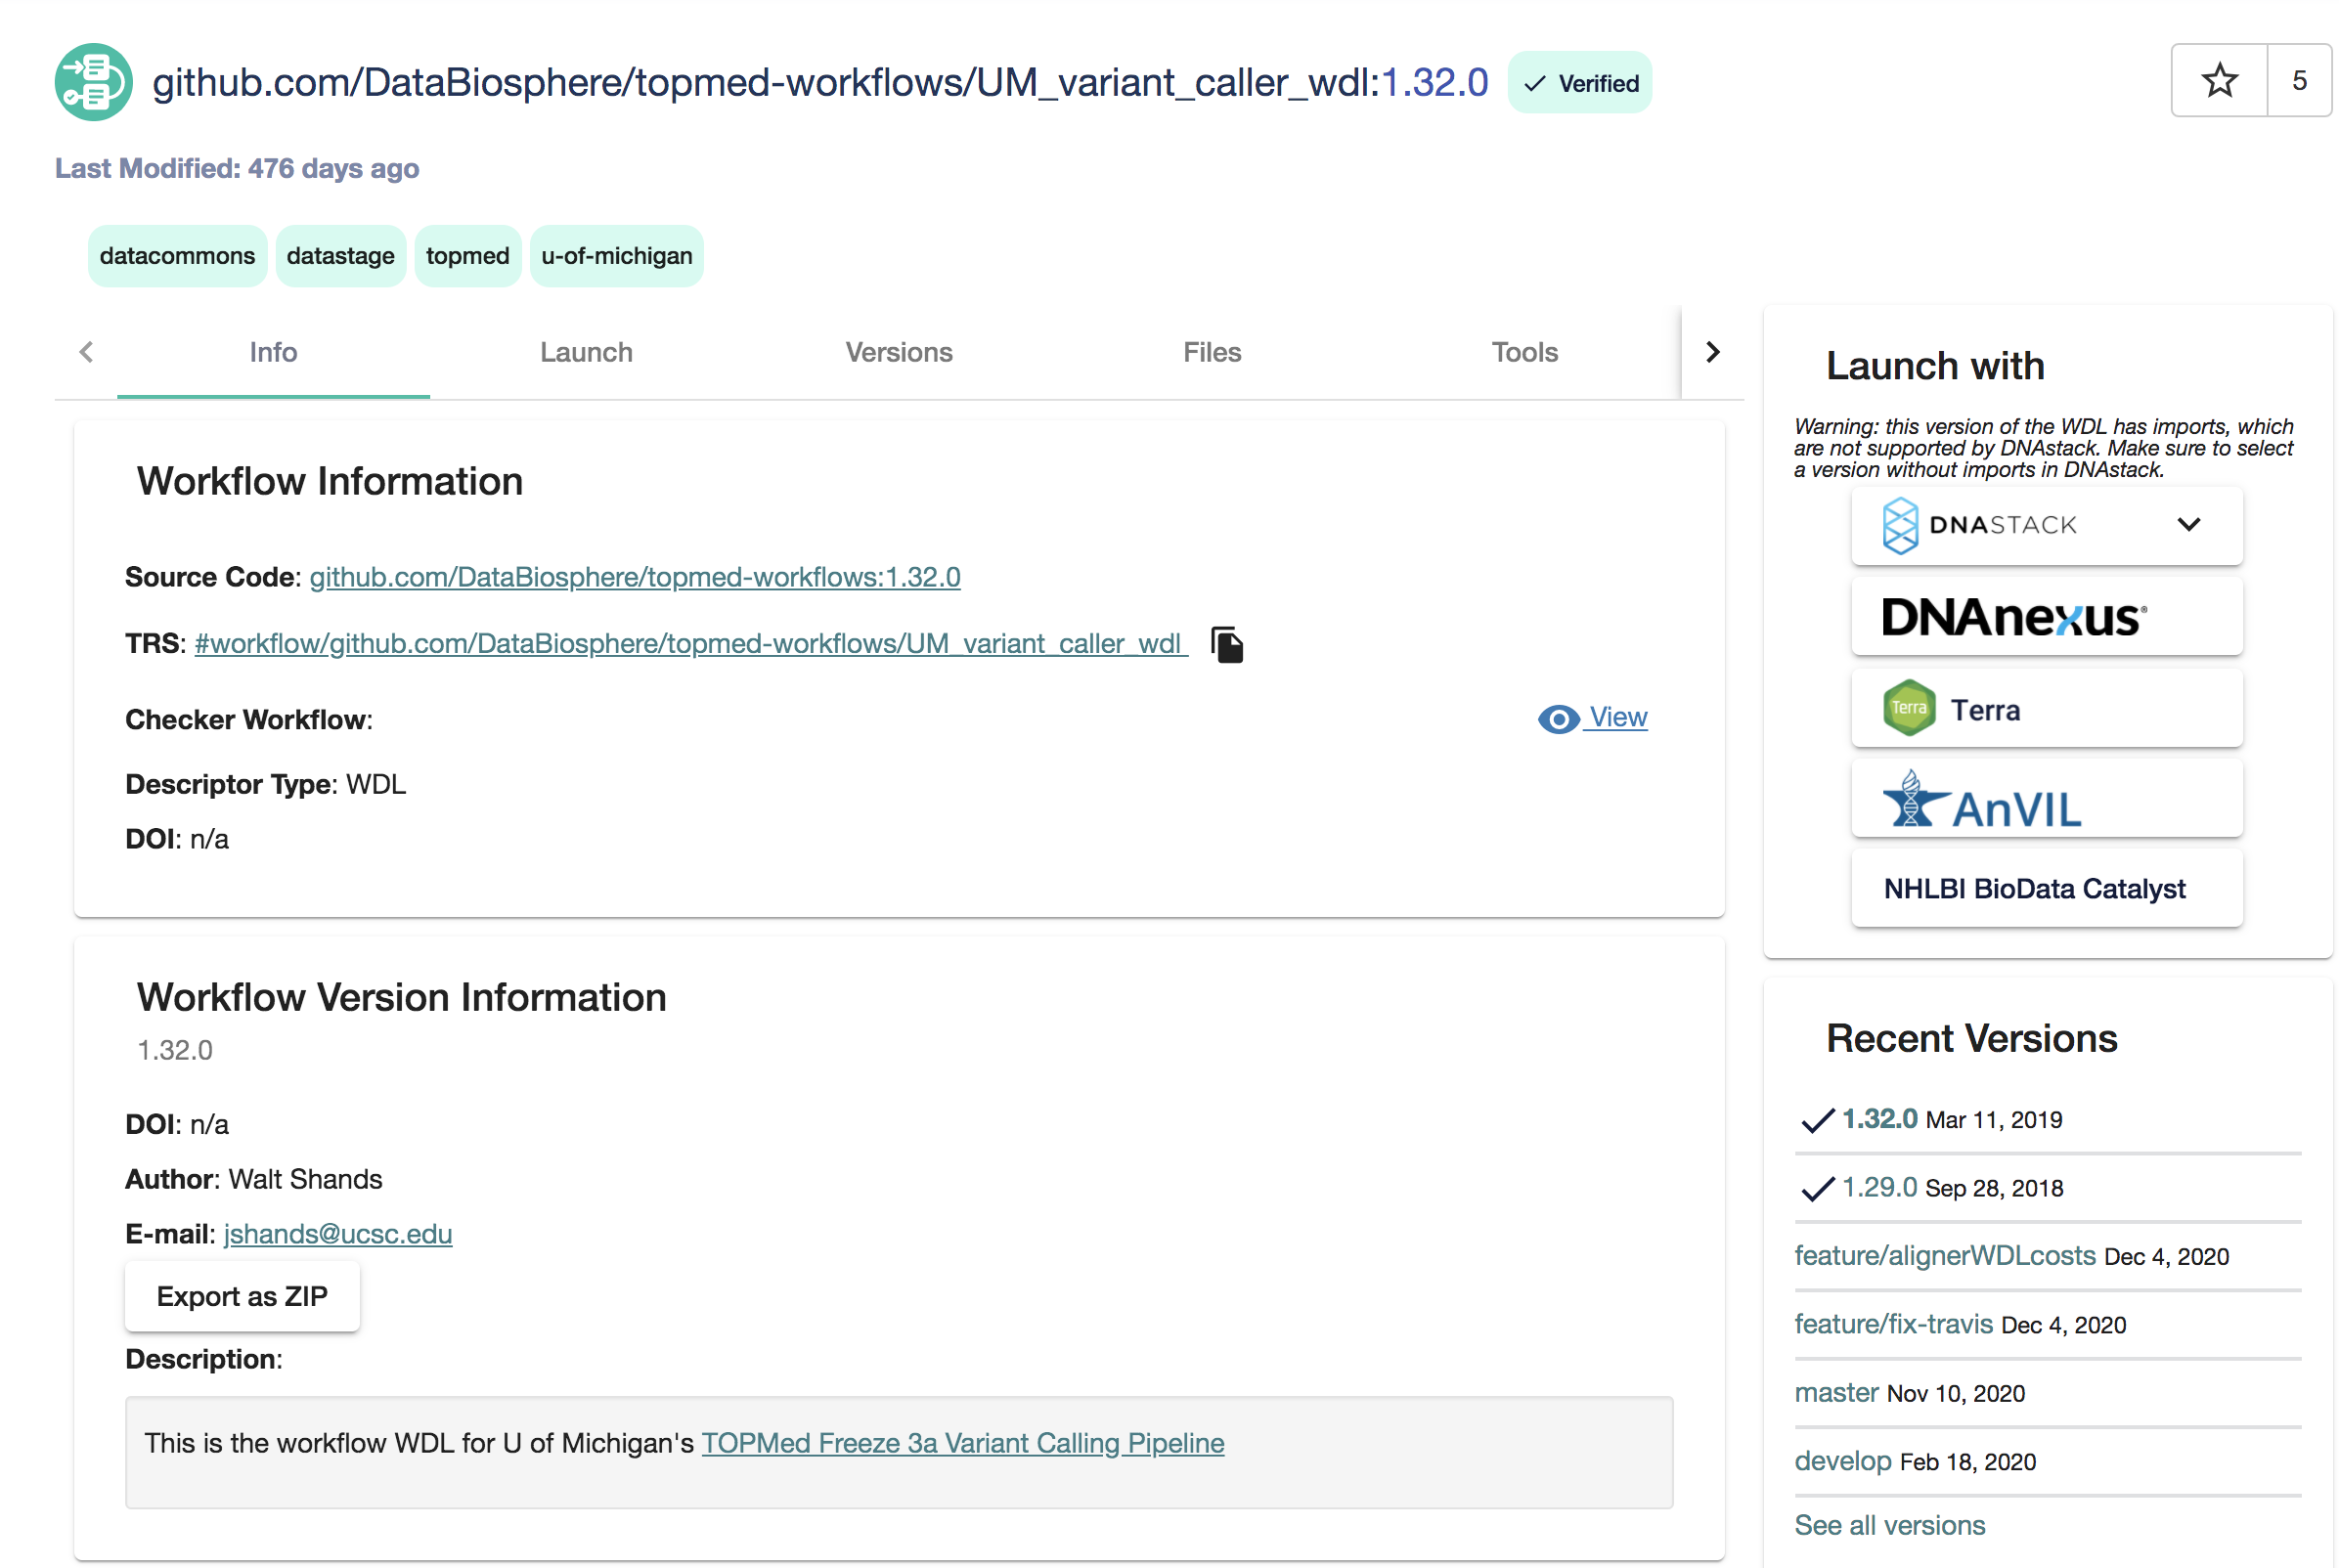 github.com/DataBiosphere/topmed-workflows/UM_variant_caller_wdl:1.32.0 Verified 5
Last Modified: 476 days ago
datacommons datastage topmed u-of-michigan
Info Launch Versions Files Tools
Workflow Information
Source Code: github.com/DataBiosphere/topmed-workflows:1.32.0
TRS: #workflow/github.com/DataBiosphere/topmed-workflows/UM_variant_caller_wdl
Checker Workflow: View
Descriptor Type: WDL
DOI: n/a
Workflow Version Information
1.32.0
DOI: n/a
Author: Walt Shands
E-mail: jshands@ucsc.edu
Export as ZIP
Description:
This is the workflow WDL for U of Michigan's TOPMed Freeze 3a Variant Calling Pipeline
Launch with
Warning: this version of the WDL has imports, which
are not supported by DNAstack. Make sure to select
a version without imports in DNAstack.
DNASTACK
DNAnexus®
Terra Terra
AnVIL
NHLBI BioData Catalyst
Recent Versions
1.32.0 Mar 11, 2019
1.29.0 Sep 28, 2018
feature/alignerWDLcosts Dec 4, 2020
feature/fix-travis Dec 4, 2020
master Nov 10, 2020
develop Feb 18, 2020
See all versions